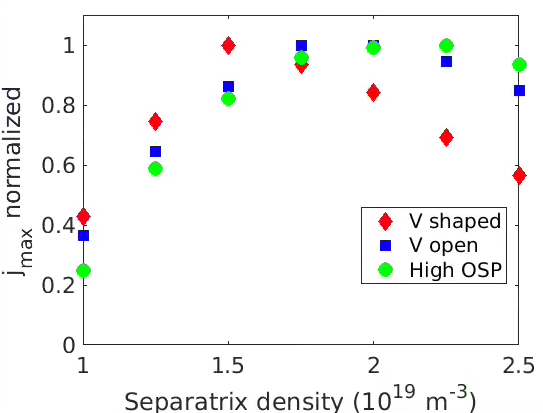 1
0.8
0.6
0.4
0.2
0
j_max normalized
V shaped
V open
High OSP
1 1.5 2 2.5
Separatrix density (10^19 m^-3)